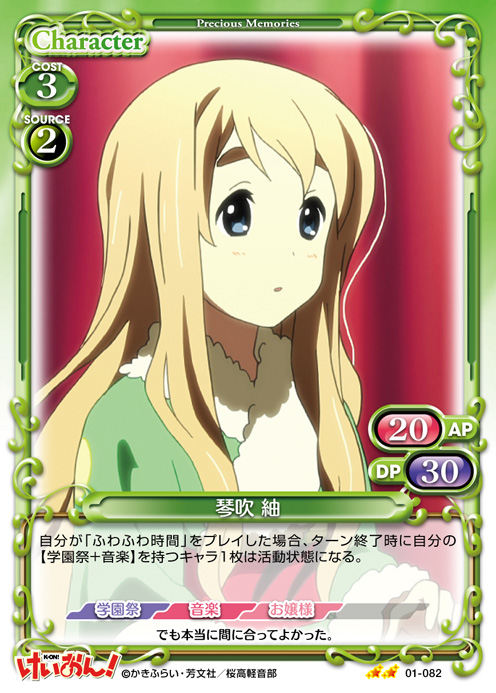 Precious Memories
Character
COST
3
SOURCE
2
20 AP
DP 30
琴吹 紬
自分が「ふわふわ時間」をプレイした場合、ターン終了時に自分の
【学園祭+音楽】を持つキャラ1枚は活動状態になる。
学園祭 音楽 お嬢様
でも本当に間に合ってよかった。
K-ON!
けいおん!
©かきふらい・芳文社/桜高軽音部
01-082